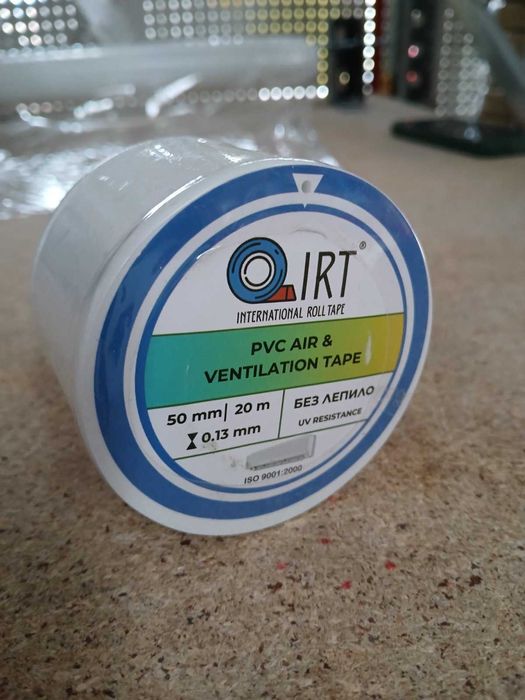 IRT®
INTERNATIONAL ROLL TAPE
PVC AIR &
VENTILATION TAPE
50 mm| 20 m
0.13 mm
БЕЗ ЛЕПИЛО
UV RESISTANCE
ISO 9001:2000